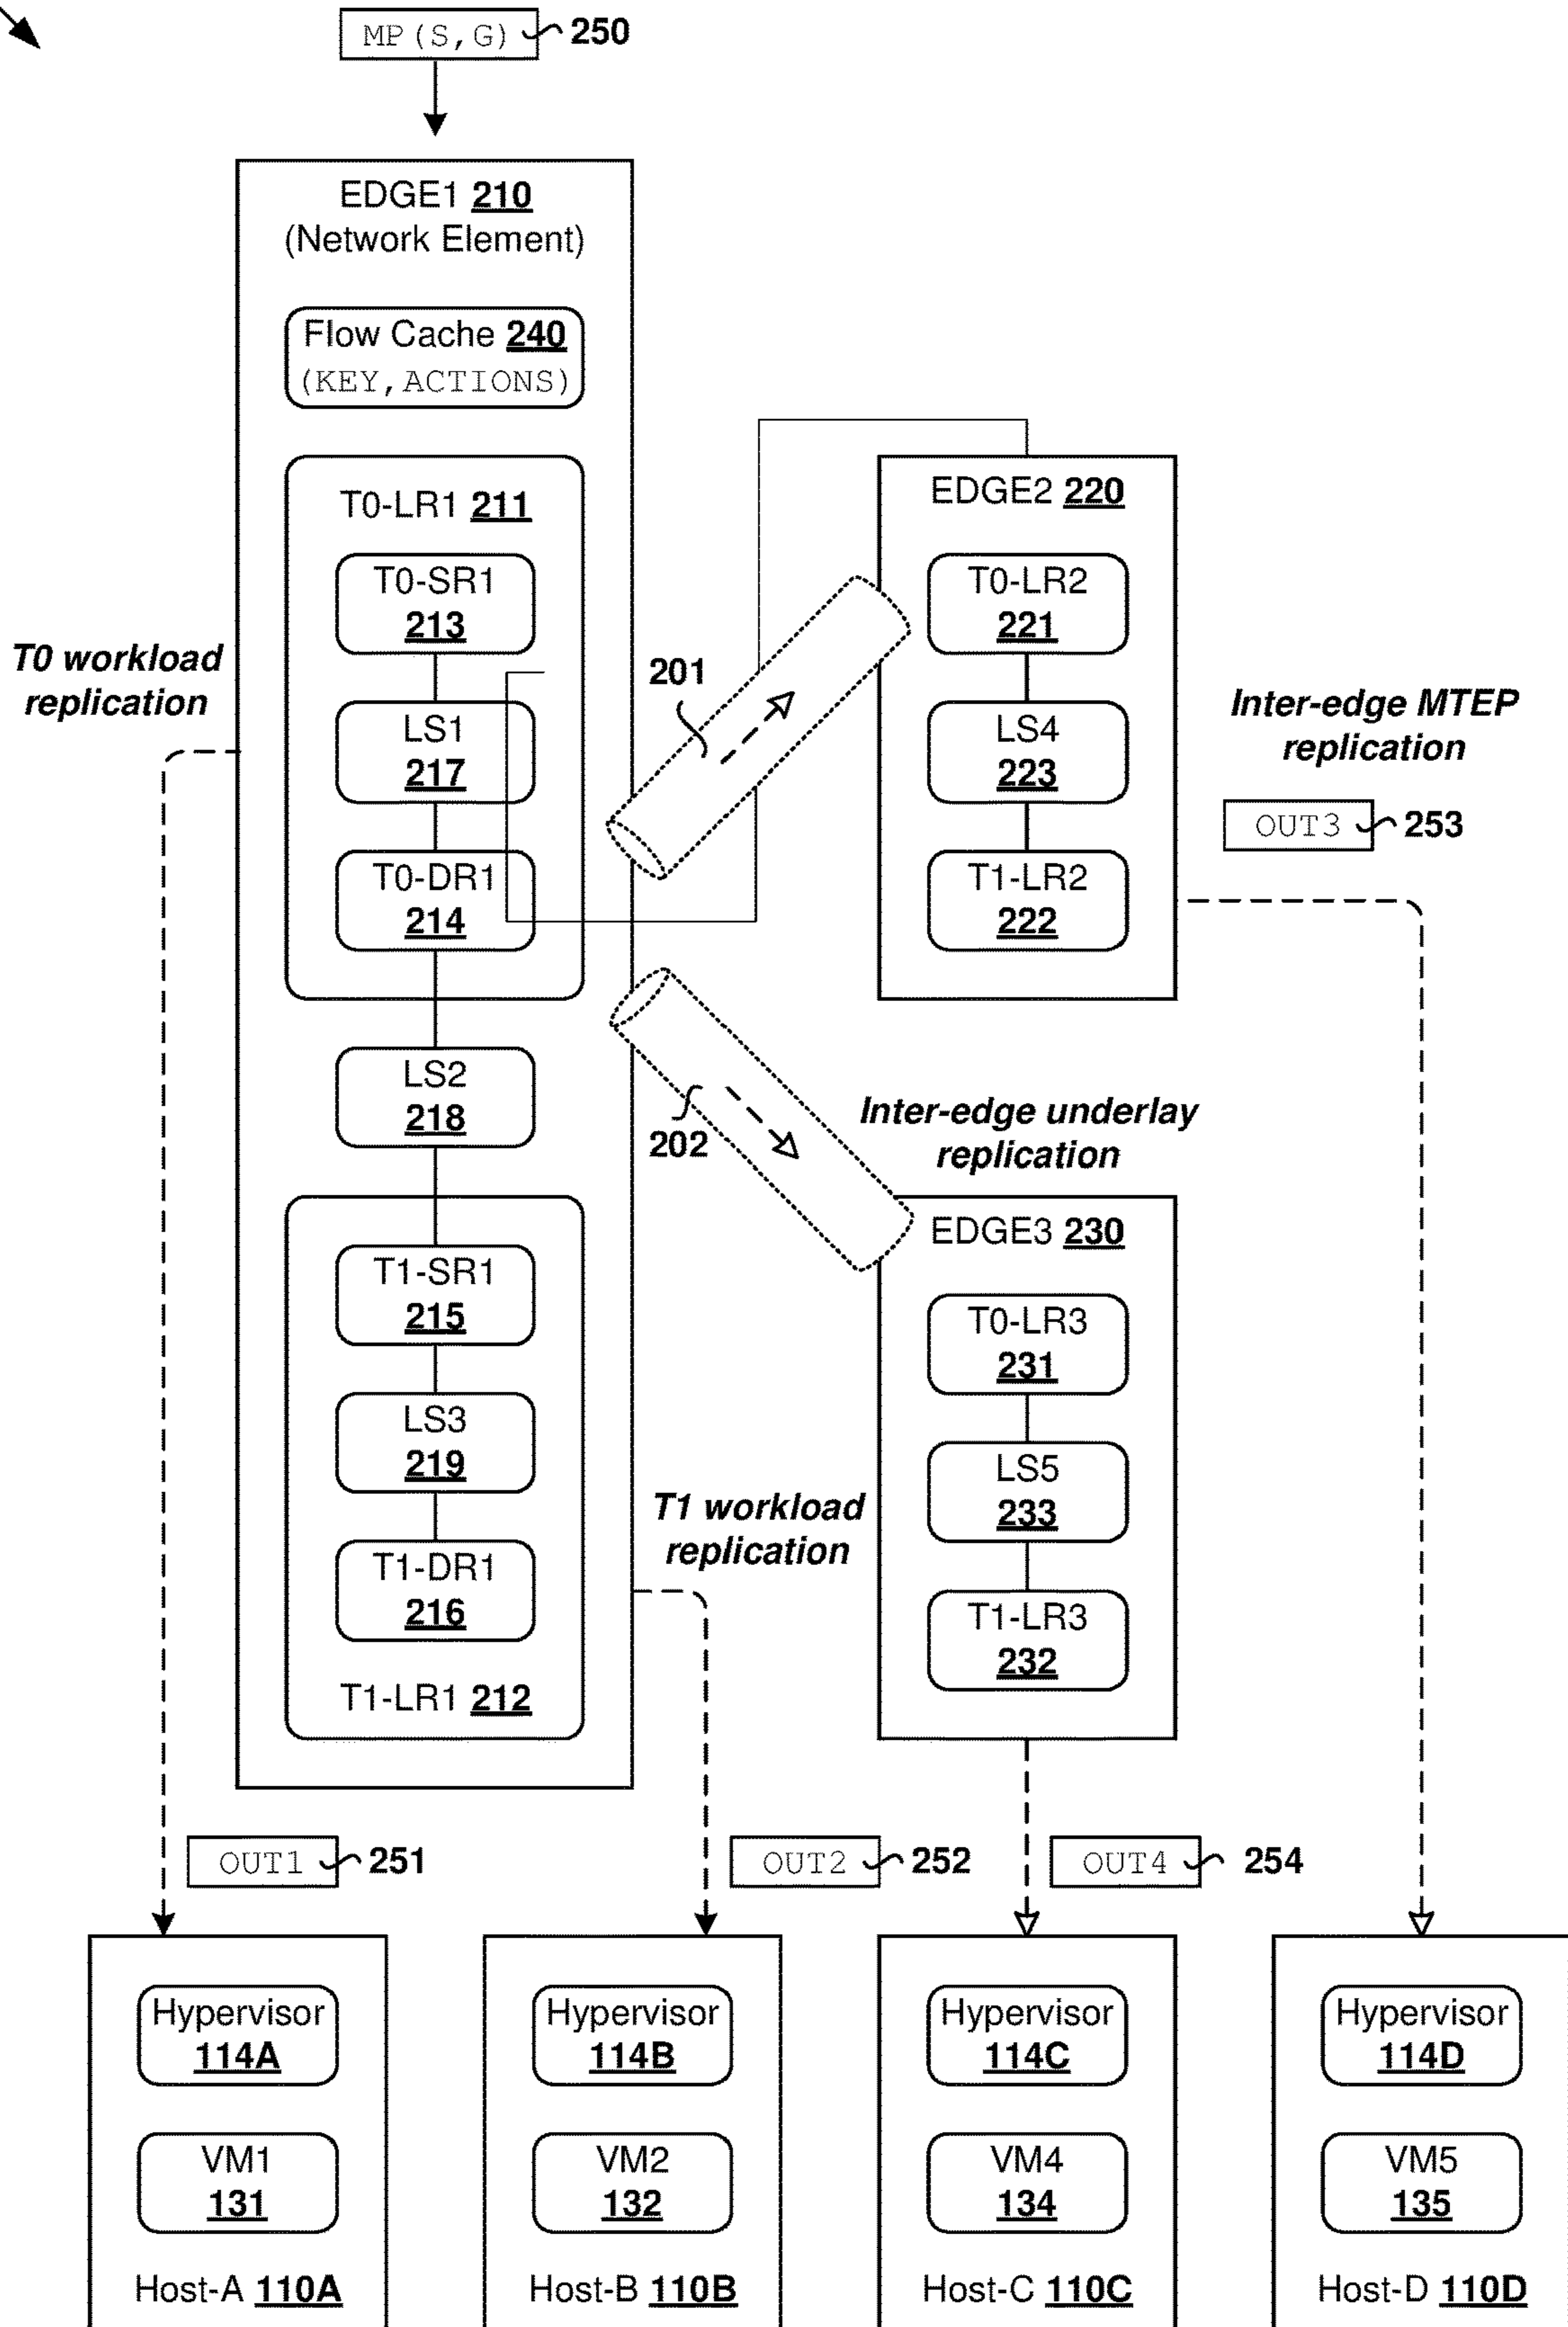 MP(S,G) 250
EDGE1 210
(Network Element)
Flow Cache 240
(KEY,ACTIONS)
T0-LR1 211
T0-SR1
213
LS1
217
T0-DR1
214
LS2
218
T1-SR1
215
LS3
219
T1-DR1
216
T1-LR1 212
T0 workload
replication
201
EDGE2 220
T0-LR2
221
LS4
223
T1-LR2
222
Inter-edge MTEP
replication
OUT3 253
202
Inter-edge underlay
replication
EDGE3 230
T0-LR3
231
LS5
233
T1-LR3
232
T1 workload
replication
OUT1 251
OUT2 252
OUT4 254
Hypervisor
114A
VM1
131
Host-A 110A
Hypervisor
114B
VM2
132
Host-B 110B
Hypervisor
114C
VM4
134
Host-C 110C
Hypervisor
114D
VM5
135
Host-D 110D